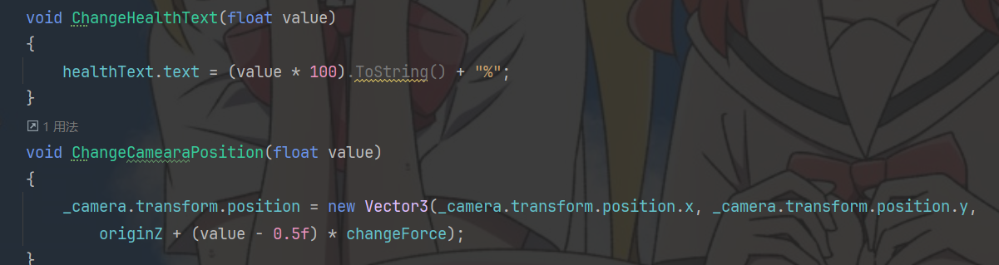 void ChangeHealthText(float value)
{
healthText.text = (value * 100).ToString() + "%";
}
1 用法
void ChangeCamearaPosition(float value)
{
_camera.transform.position = new Vector3(_camera.transform.position.x, _camera.transform.position.y,
originZ + (value - 0.5f) * changeForce);
}